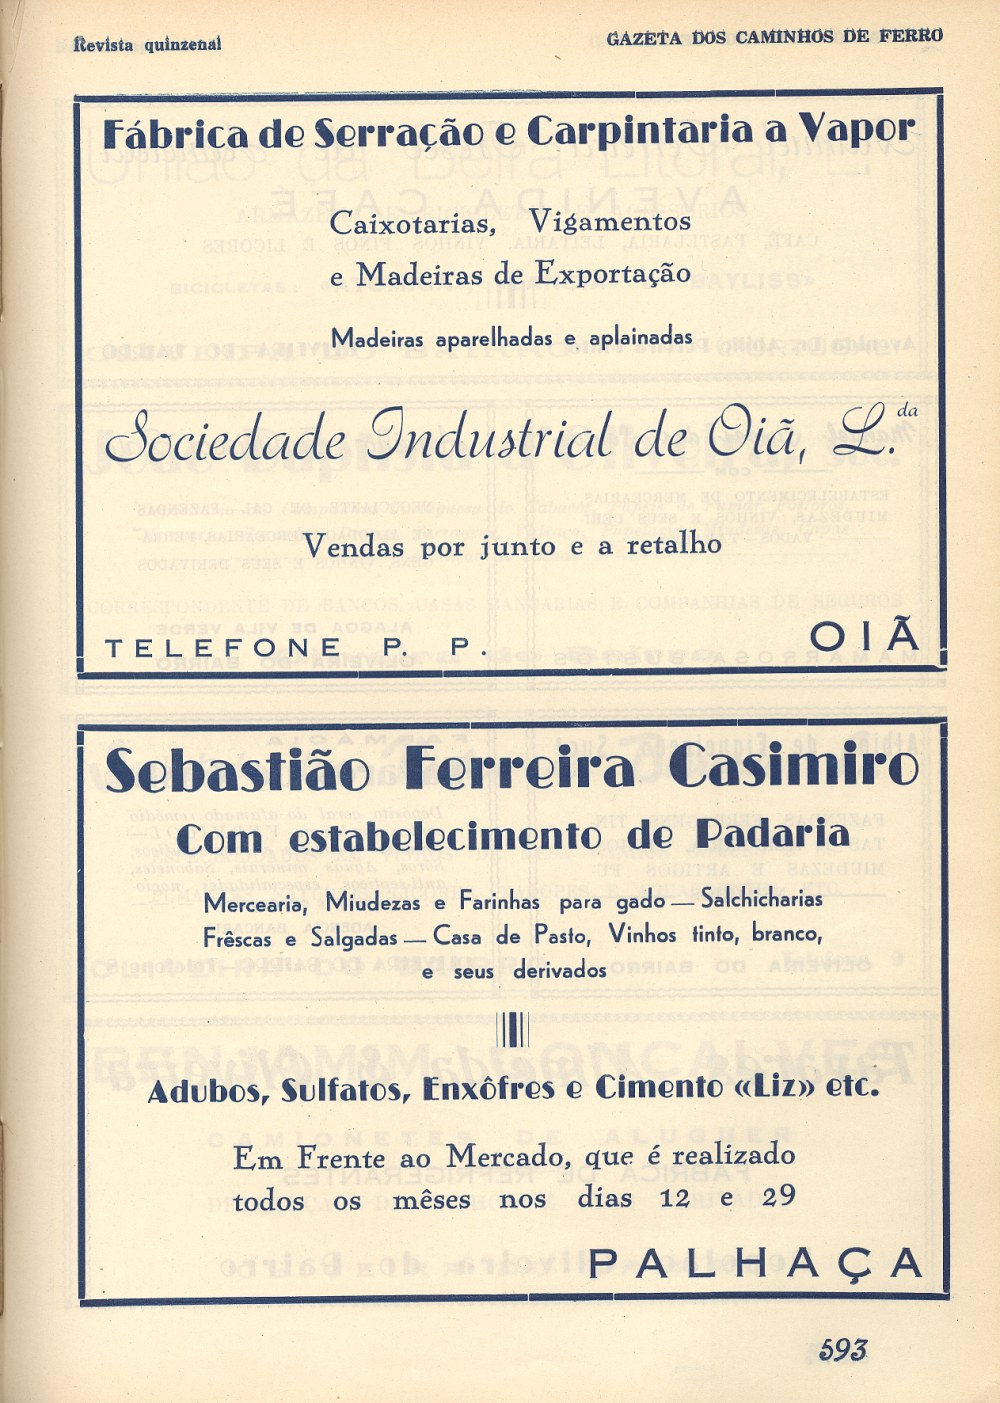 Revista quinzenal
GAZETA DOS CAMINHOS DE FERRO
Fábrica de Serração e Carpintaria a Vapor
Caixotarias, Vigamentos
e Madeiras de Exportação
Madeiras aparelhadas e aplainadas
Sociedade Industrial de Oiã, L.da
Vendas por junto e a retalho
TELEFONE P. P.
OIÃ
Sebastião Ferreira Casimiro
Com estabelecimento de Padaria
Mercearia, Miudezas e Farinhas para gado — Salchicharias
Frêscas e Salgadas — Casa de Pasto, Vinhos tinto, branco,
e seus derivados
Adubos, Sulfatos, Enxôfres e Cimento «Liz» etc.
Em Frente ao Mercado, que é realizado
todos os mêses nos dias 12 e 29
PALHAÇA
593